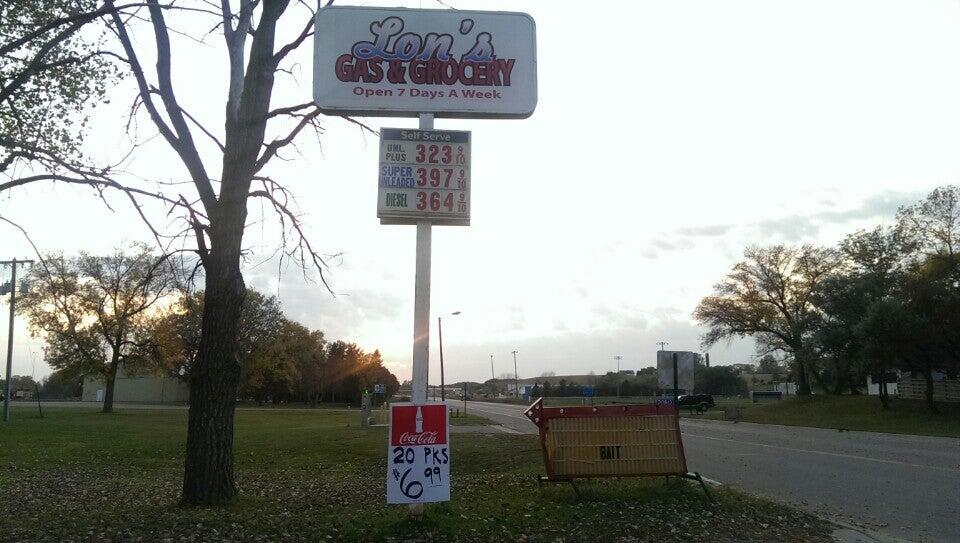 Lon's
GAS & GROCERY
Open 7 Days A Week
Self Serve
UNL.
PLUS 323 9/10
SUPER
UNLEADED 397 9/10
DIESEL 364 9/10
Coca-Cola
20 PKS
$6 99
BAIT